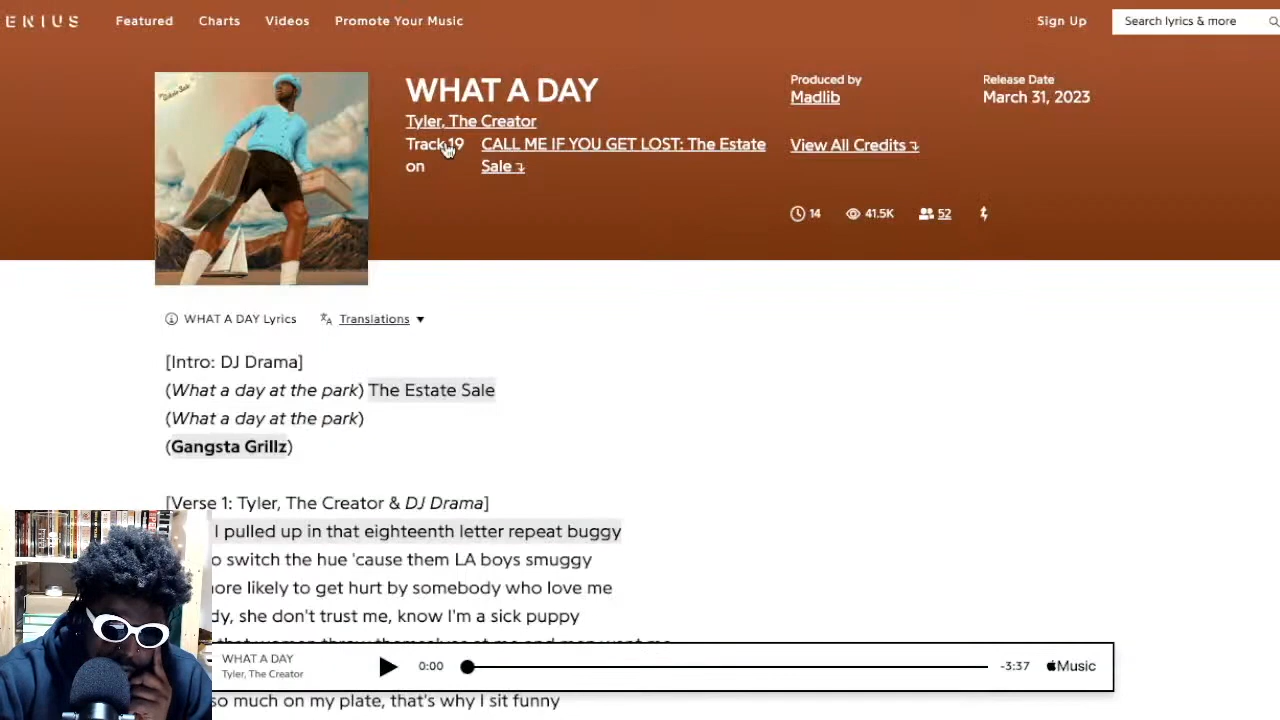 ENIUS Featured Charts Videos Promote Your Music Sign Up Search lyrics & more
WHAT A DAY
Tyler, The Creator
Track 19 on CALL ME IF YOU GET LOST: The Estate Sale
Produced by
Madlib
Release Date
March 31, 2023
View All Credits
14 41.5K 52
Estate Sale
WHAT A DAY Lyrics Translations
[Intro: DJ Drama]
(What a day at the park) The Estate Sale
(What a day at the park)
(Gangsta Grillz)
[Verse 1: Tyler, The Creator & DJ Drama]
I pulled up in that eighteenth letter repeat buggy
o switch the hue 'cause them LA boys smuggy
ore likely to get hurt by somebody who love me
dy, she don't trust me, know I'm a sick puppy
WHAT A DAY
Tyler, The Creator
0:00 -3:37 Music
so much on my plate, that's why I sit funny